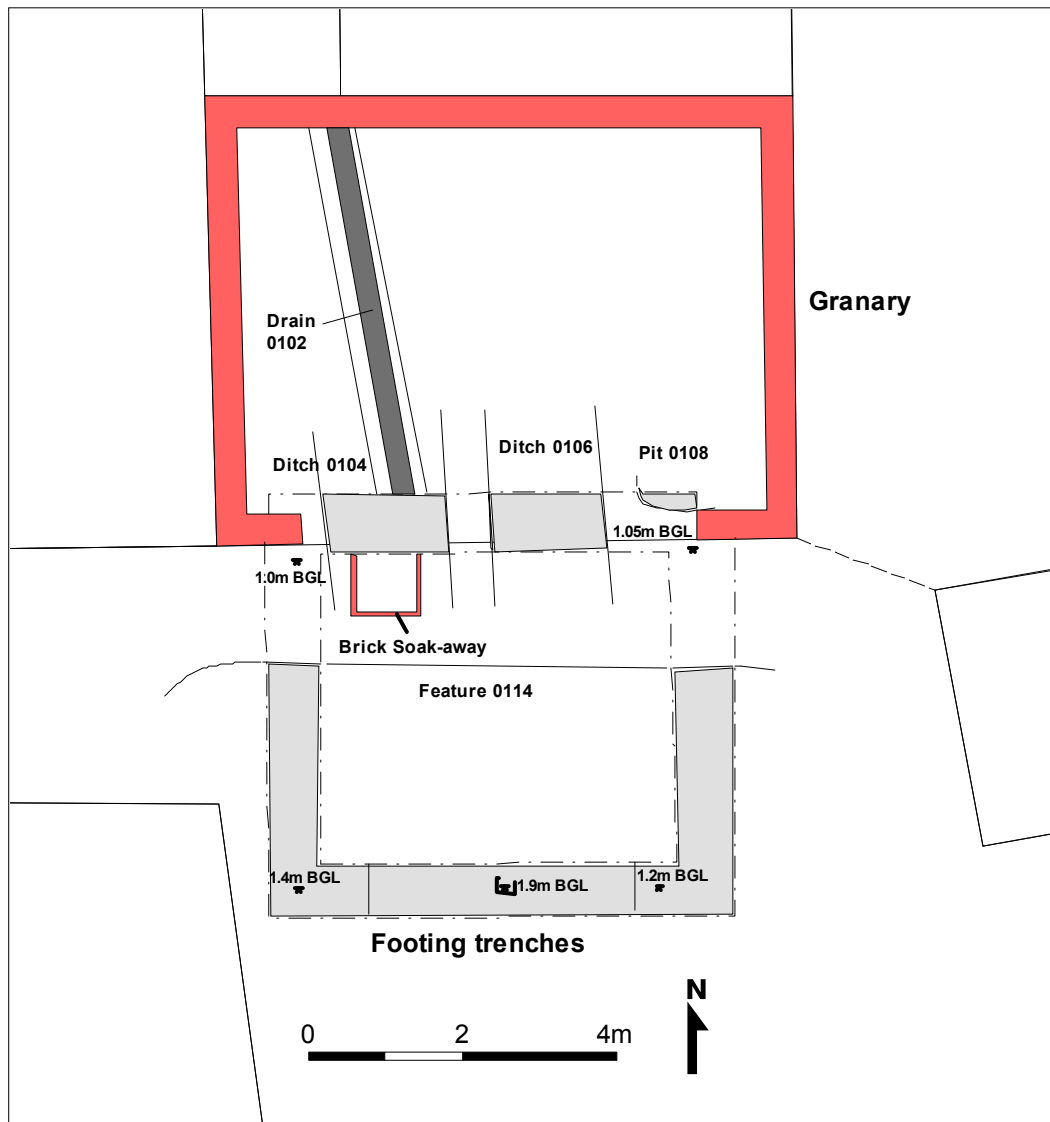 Granary
Drain
0102
Ditch 0106
Pit 0108
Ditch 0104
1.05m BGL
1.0m BGL
Brick Soak-away
Feature 0114
1.4m BGL
1.9m BGL
1.2m BGL
Footing trenches
N
0 2 4m